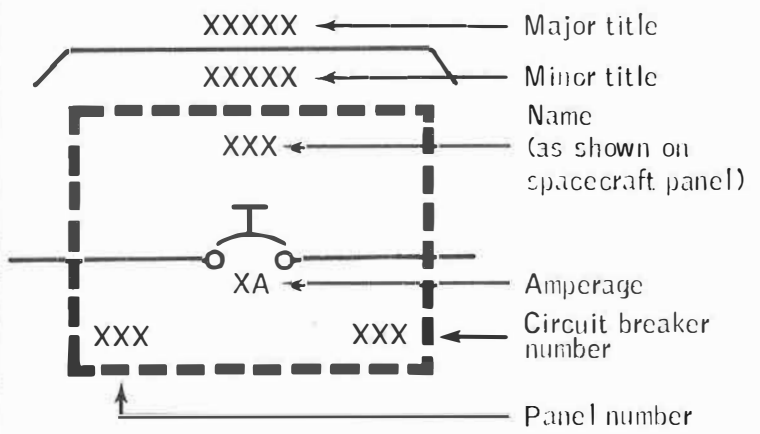 XXXXX Major title
XXXXX Minor title
Name
XXX (as shown on
spacecraft panel)
XA Amperage
XXX XXX Circuit breaker
number
Panel number